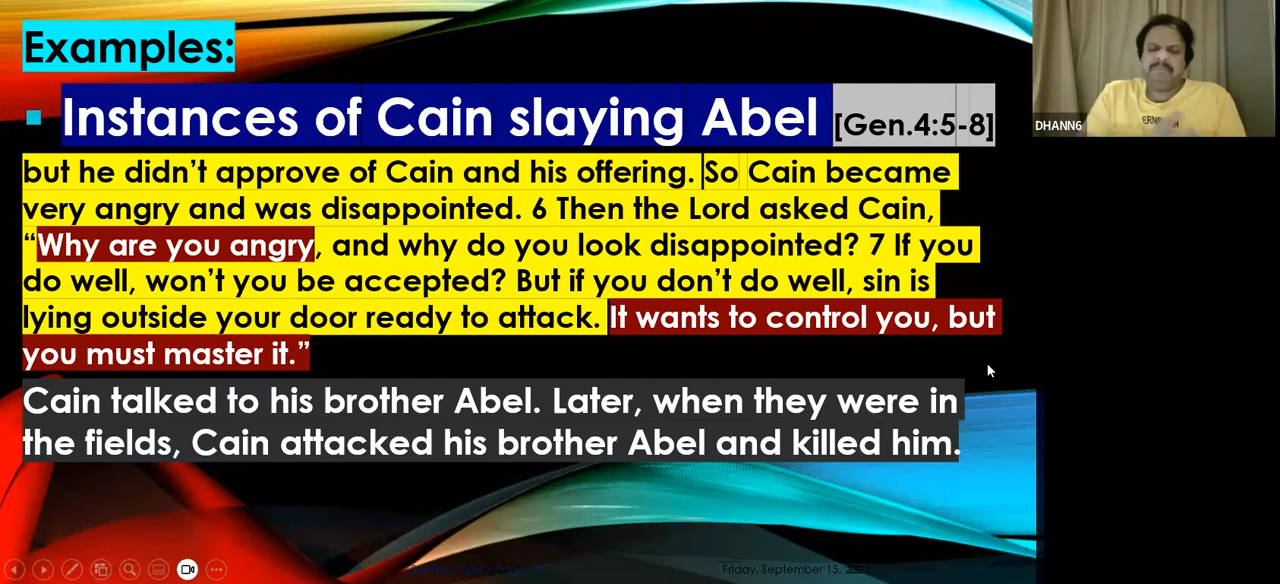 Examples:
▪ Instances of Cain slaying Abel [Gen.4:5-8]
but he didn’t approve of Cain and his offering. So Cain became
very angry and was disappointed. 6 Then the Lord asked Cain,
“Why are you angry, and why do you look disappointed? 7 If you
do well, won’t you be accepted? But if you don’t do well, sin is
lying outside your door ready to attack. It wants to control you, but
you must master it.”
Cain talked to his brother Abel. Later, when they were in
the fields, Cain attacked his brother Abel and killed him.
DHANN6
Friday, September 15,